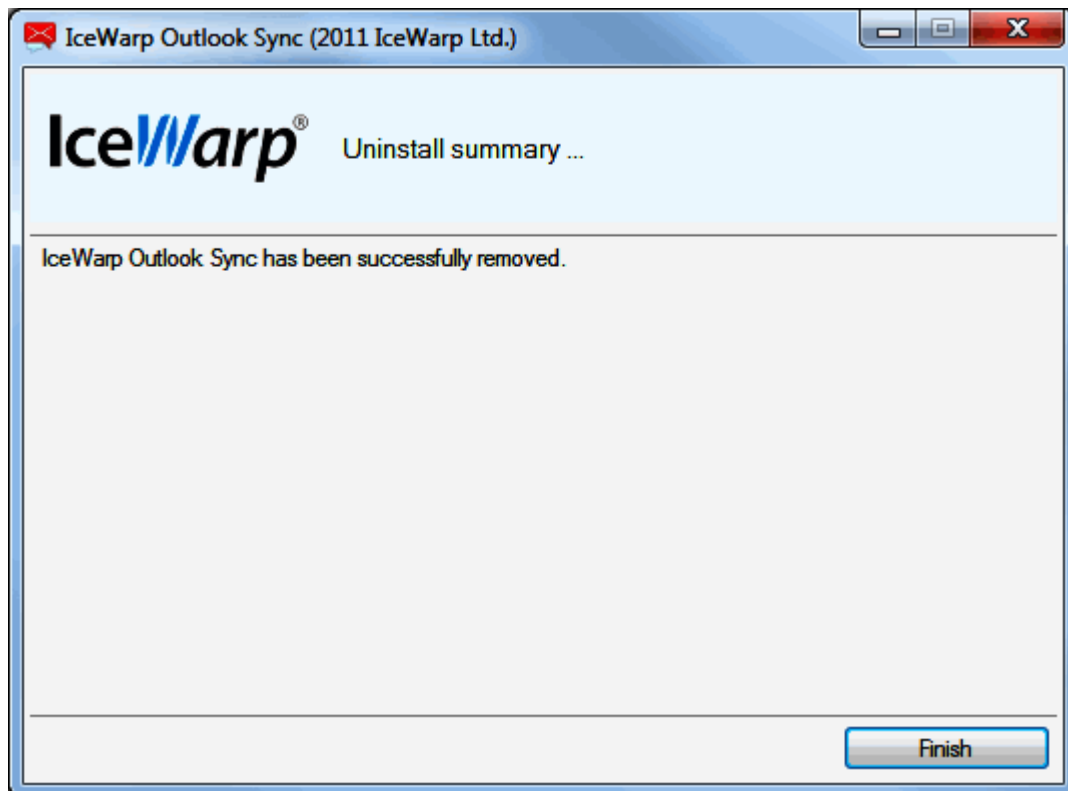 IceWarp Outlook Sync (2011 IceWarp Ltd.)
IceWarp® Uninstall summary ...
IceWarp Outlook Sync has been successfully removed.
Finish